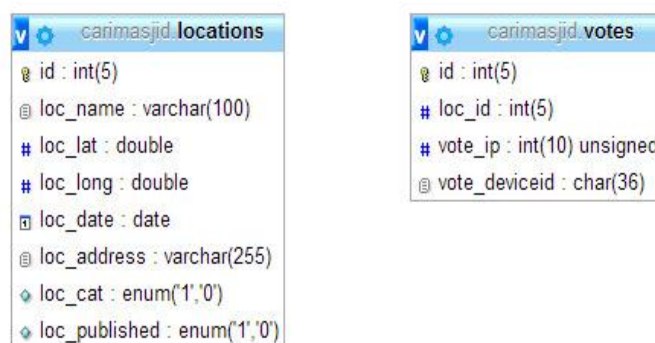 v carimasjid.locations
id : int(5)
loc_name : varchar(100)
# loc_lat : double
# loc_long : double
loc_date : date
loc_address : varchar(255)
loc_cat : enum('1','0')
loc_published : enum('1','0')
v carimasjid.votes
id : int(5)
# loc_id : int(5)
# vote_ip : int(10) unsigned
vote_deviceid : char(36)